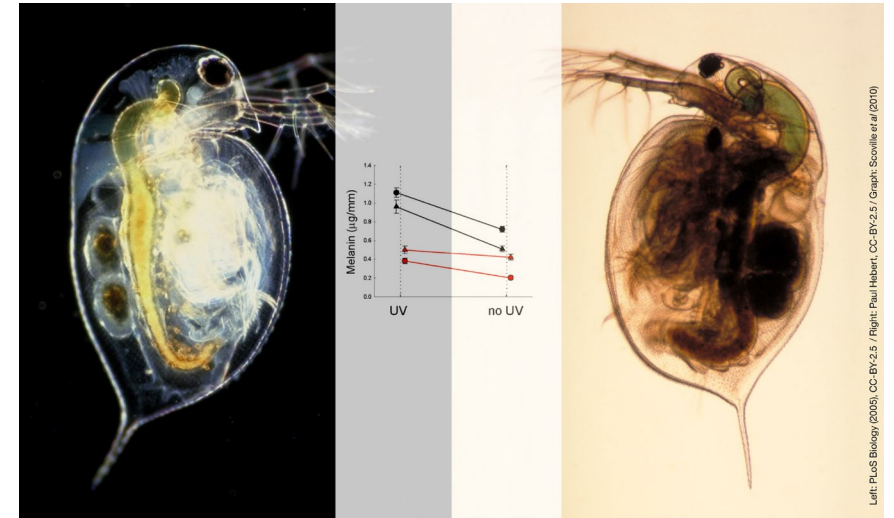 1.4
1.2
1.0
0.8
0.6
0.4
0.2
0.0
Melanin (µg/mm)
UV
no UV
Left: PLoS Biology (2005), CC-BY-2.5 / Right: Paul Hebert, CC-BY-2.5 / Graph: Scoville et al (2010)